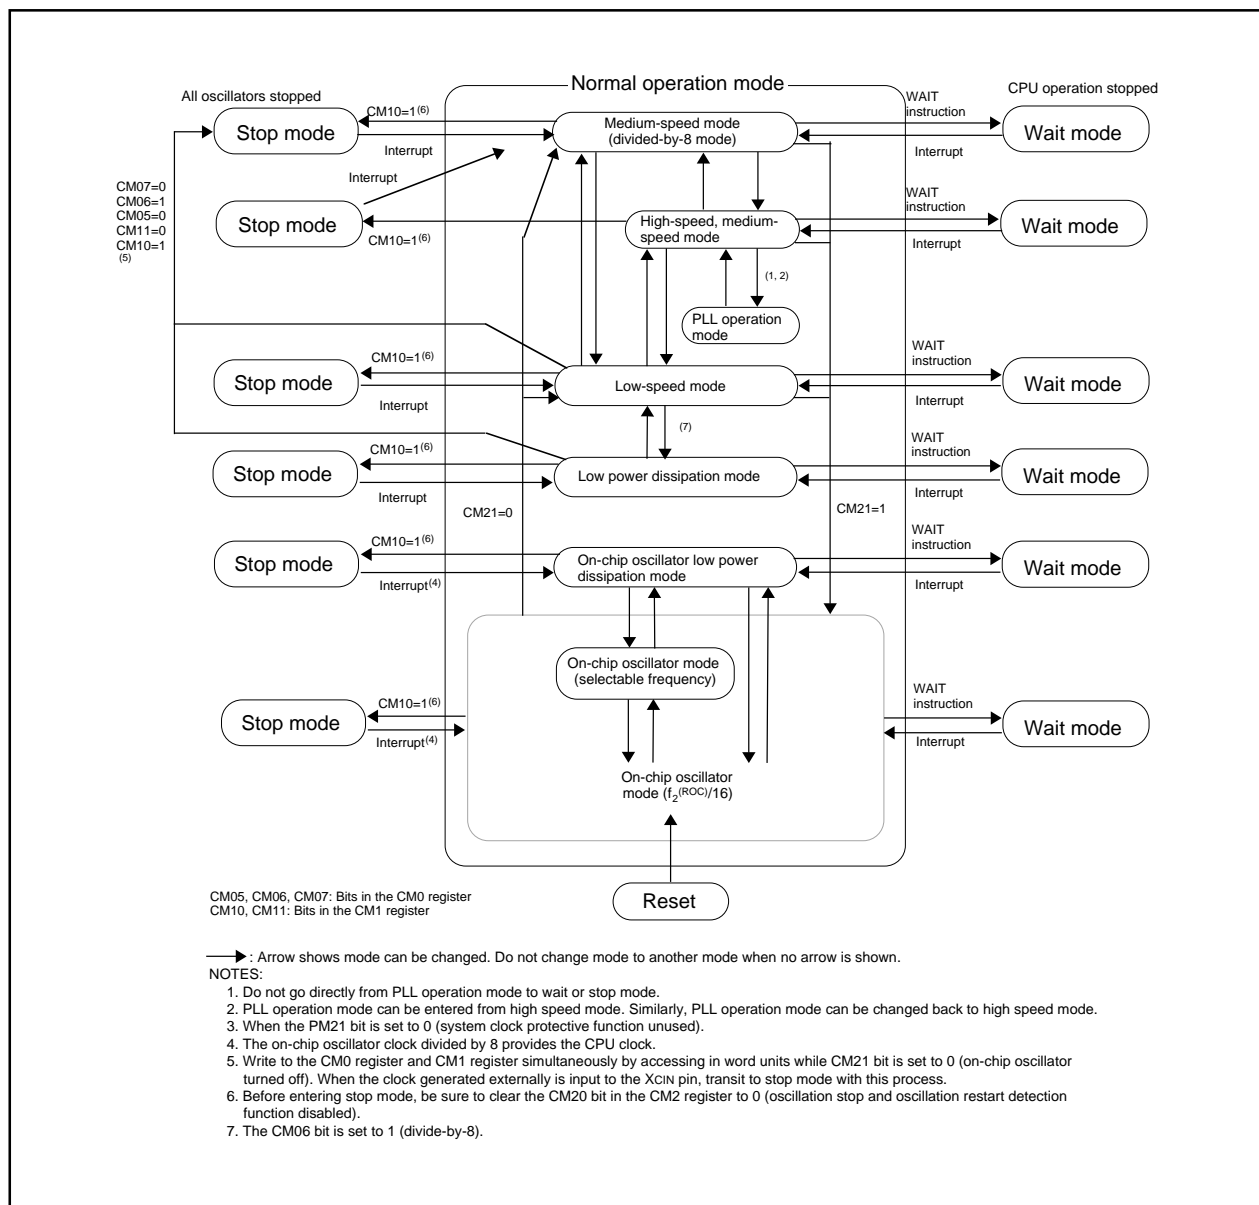 Normal operation mode
All oscillators stopped
CPU operation stopped
Stop mode
CM10=1(6)
Interrupt
Medium-speed mode
(divided-by-8 mode)
WAIT
instruction
Interrupt
Wait mode
CM07=0
CM06=1
CM05=0
CM11=0
CM10=1
(5)
Interrupt
Stop mode
CM10=1(6)
High-speed, medium-
speed mode
WAIT
instruction
Interrupt
Wait mode
(1, 2)
PLL operation
mode
Stop mode
CM10=1(6)
Interrupt
Low-speed mode
WAIT
instruction
Interrupt
Wait mode
(7)
Stop mode
CM10=1(6)
Interrupt
Low power dissipation mode
WAIT
instruction
Interrupt
Wait mode
CM21=0
CM21=1
Stop mode
CM10=1(6)
Interrupt(4)
On-chip oscillator low power
dissipation mode
WAIT
instruction
Interrupt
Wait mode
On-chip oscillator mode
(selectable frequency)
Stop mode
CM10=1(6)
Interrupt(4)
WAIT
instruction
Interrupt
Wait mode
On-chip oscillator
mode (f2(ROC)/16)
Reset
CM05, CM06, CM07: Bits in the CM0 register
CM10, CM11: Bits in the CM1 register
: Arrow shows mode can be changed. Do not change mode to another mode when no arrow is shown.
NOTES:
1. Do not go directly from PLL operation mode to wait or stop mode.
2. PLL operation mode can be entered from high speed mode. Similarly, PLL operation mode can be changed back to high speed mode.
3. When the PM21 bit is set to 0 (system clock protective function unused).
4. The on-chip oscillator clock divided by 8 provides the CPU clock.
5. Write to the CM0 register and CM1 register simultaneously by accessing in word units while CM21 bit is set to 0 (on-chip oscillator
turned off). When the clock generated externally is input to the XCIN pin, transit to stop mode with this process.
6. Before entering stop mode, be sure to clear the CM20 bit in the CM2 register to 0 (oscillation stop and oscillation restart detection
function disabled).
7. The CM06 bit is set to 1 (divide-by-8).